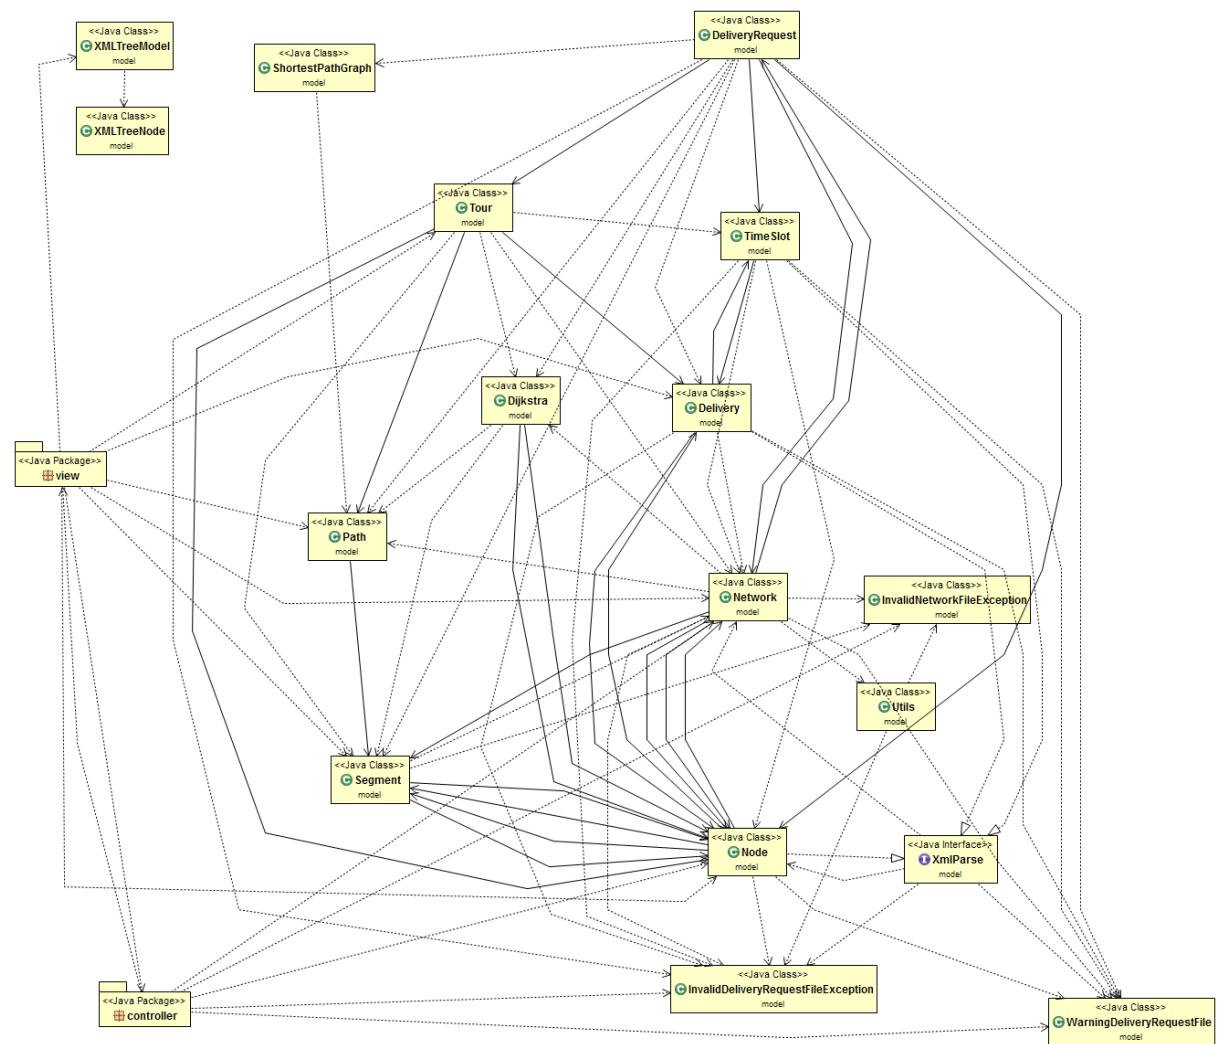 <<Java Class>>
DeliveryRequest
model
<<Java Class>>
XMLTreeModel
model
<<Java Class>>
ShortestPathGraph
model
<<Java Class>>
XMLTreeNode
model
<<Java Class>>
Tour
model
<<Java Class>>
TimeSlot
model
<<Java Class>>
Dijkstra
model
<<Java Class>>
Delivery
model
<<Java Package>>
view
<<Java Class>>
Path
model
<<Java Class>>
Network
model
<<Java Class>>
InvalidNetworkFileException
model
<<Java Class>>
Utils
model
<<Java Class>>
Segment
model
<<Java Class>>
Node
model
<<Java Interface>>
XmlParse
model
<<Java Class>>
InvalidDeliveryRequestFileException
model
<<Java Package>>
controller
<<Java Class>>
WarningDeliveryRequestFile
model